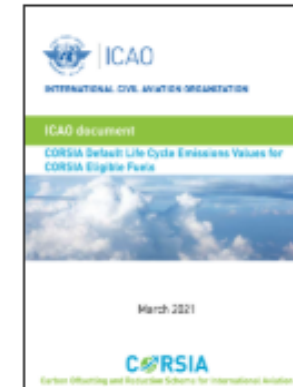 ICAO
INTERNATIONAL CIVIL AVIATION ORGANIZATION
ICAO document
CORSIA Default Life Cycle Emissions Values for
CORSIA Eligible Fuels
March 2021
CORSIA
Carbon Offsetting and Reduction Scheme for International Aviation